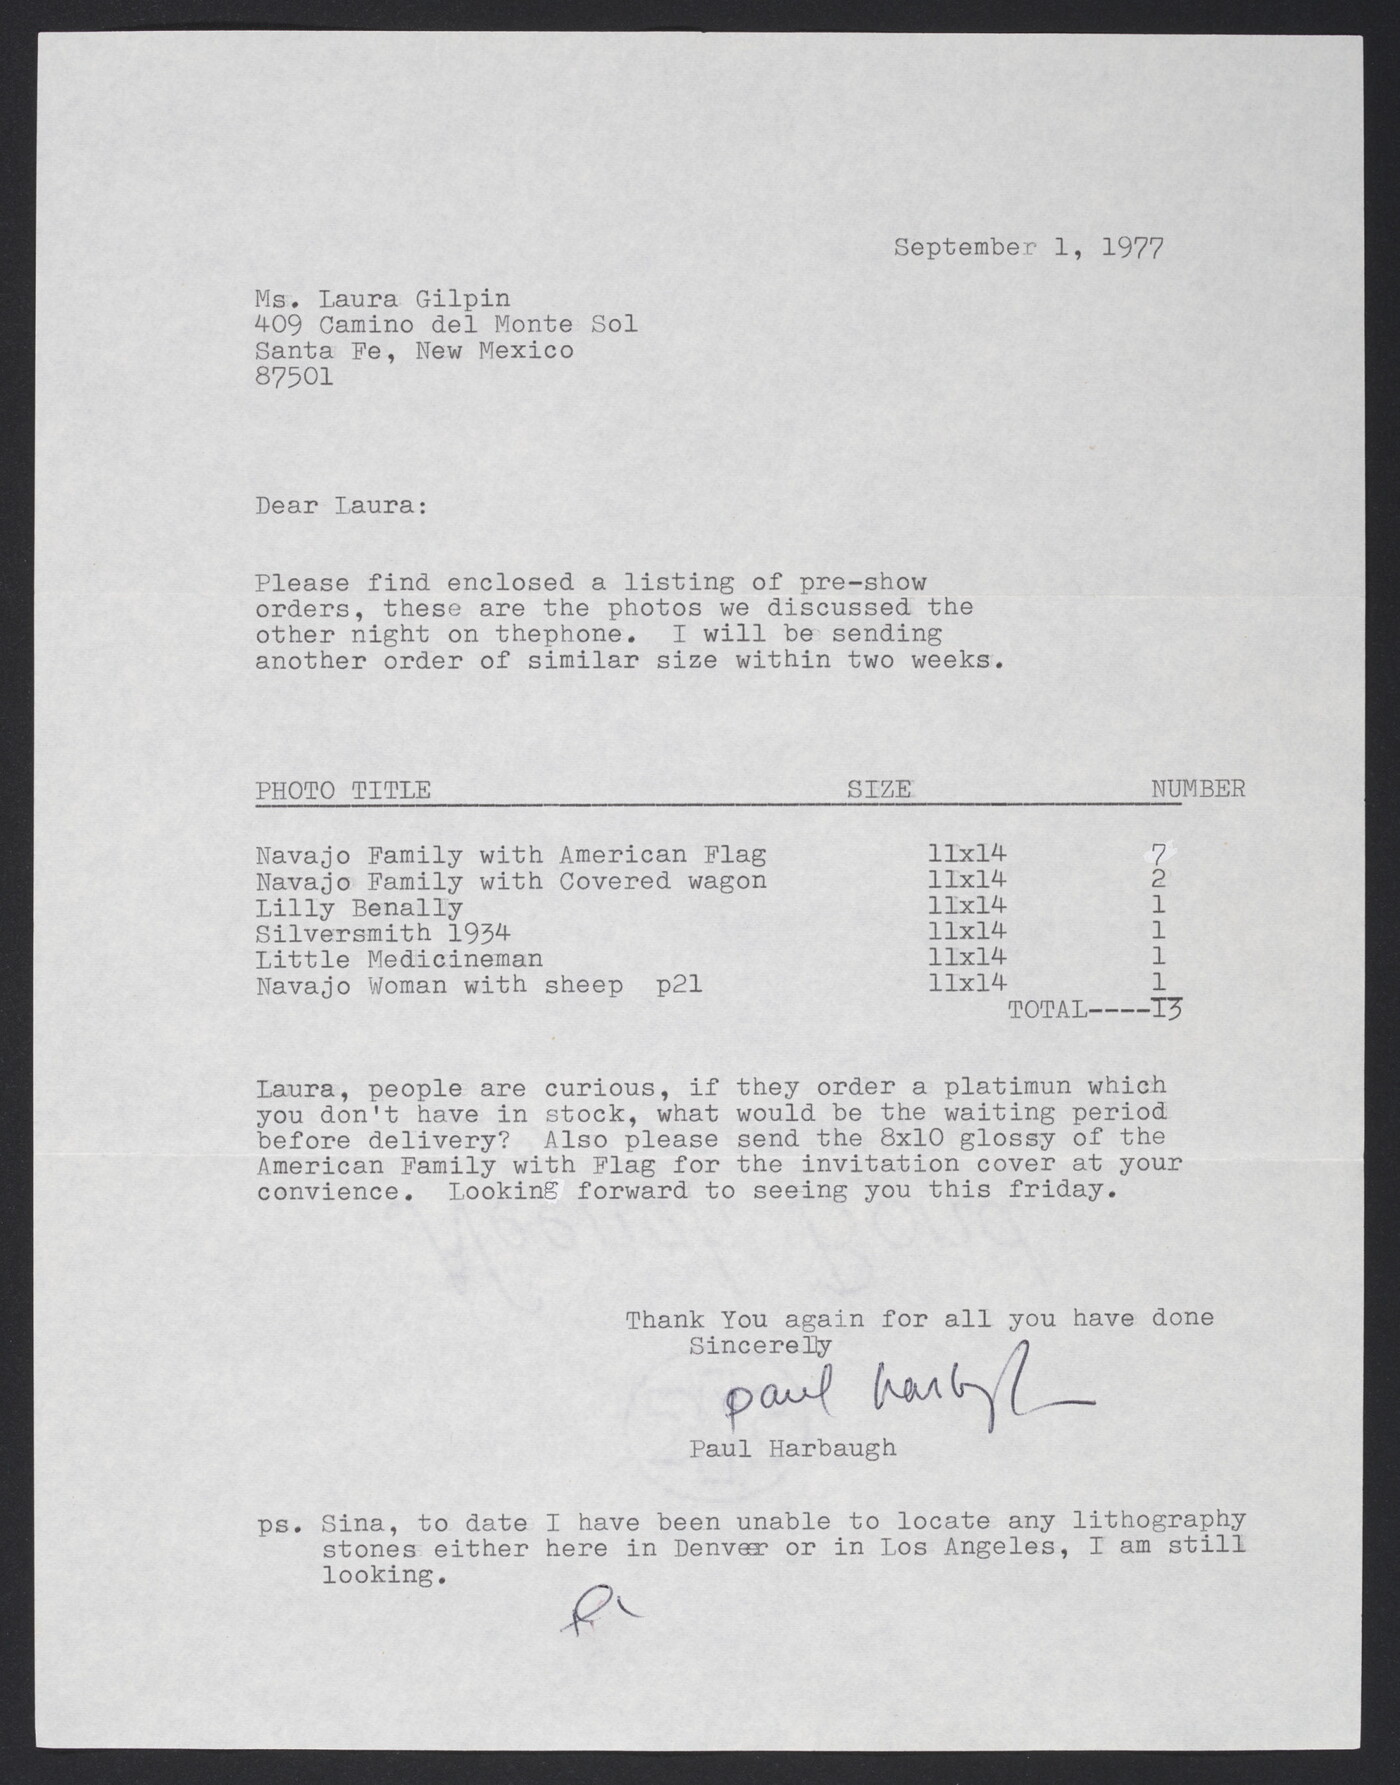 September 1, 1977
Ms. Laura Gilpin
409 Camino del Monte Sol
Santa Fe, New Mexico
87501
Dear Laura:
Please find enclosed a listing of pre-show
orders, these are the photos we discussed the
other night on thephone. I will be sending
another order of similar size within two weeks.
PHOTO TITLE SIZE NUMBER
Navajo Family with American Flag 11x14 7
Navajo Family with Covered wagon 11x14 2
Lilly Benally 11x14 1
Silversmith 1934 11x14 1
Little Medicineman 11x14 1
Navajo Woman with sheep p21 11x14 1
TOTAL----13
Laura, people are curious, if they order a platimun which
you don't have in stock, what would be the waiting period
before delivery? Also please send the 8x10 glossy of the
American Family with Flag for the invitation cover at your
convience. Looking forward to seeing you this friday.
Thank You again for all you have done
Sincerely
paul harbaugh
Paul Harbaugh
ps. Sina, to date I have been unable to locate any lithography
stones either here in Denver or in Los Angeles, I am still
looking.